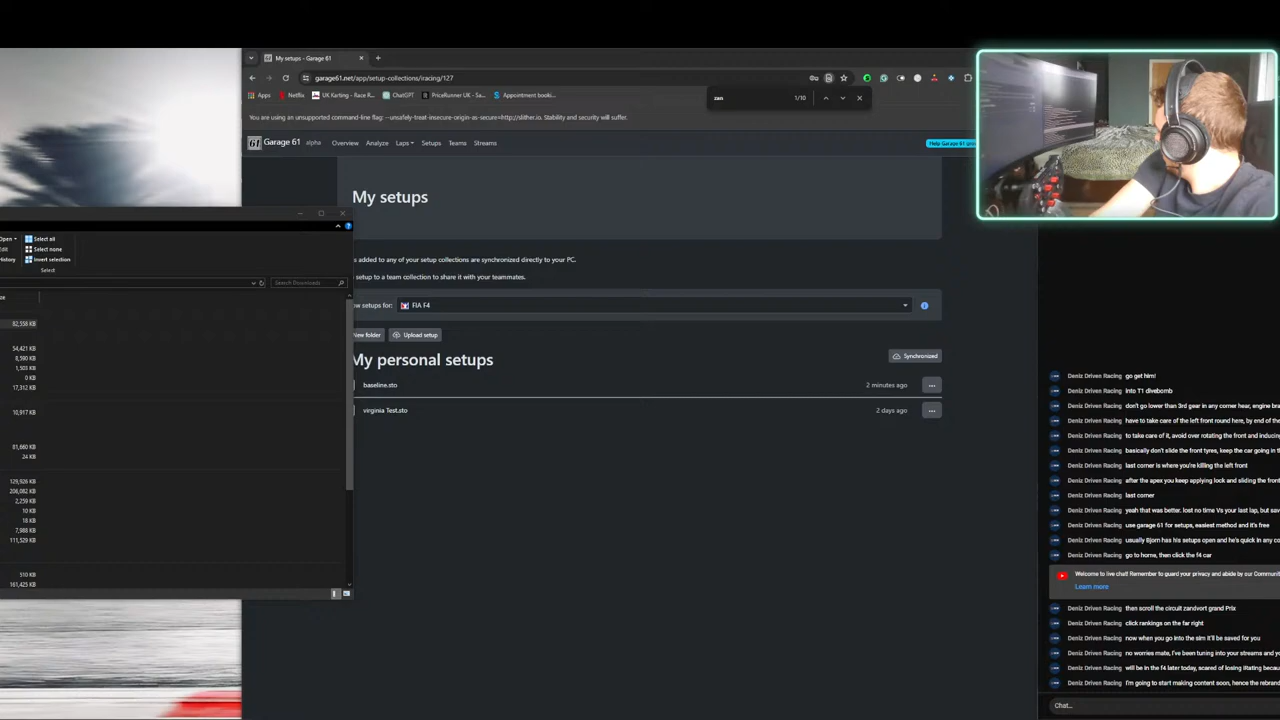 My setups - Garage 61
garage61.net/app/setup-collections/iracing/127
zan
1/10
Apps
Netflix
UK Karting - Race R...
ChatGPT
PriceRunner UK - Sa...
Appointment booki...
You are using an unsupported command-line flag: --unsafely-treat-insecure-origin-as-secure=http://slither.io. Stability and security will suffer.
Garage 61 alpha
Overview
Analyze
Laps
Setups
Teams
Streams
Help Garage 61 grow
My setups
s added to any of your setup collections are synchronized directly to your PC.
setup to a team collection to share it with your teammates.
w setups for:
FIA F4
New folder
Upload setup
My personal setups
Synchronized
baseline.sto
2 minutes ago
...
virginia Test.sto
2 days ago
...
Open
Select all
Edit
Select none
History
Invert selection
Select
Search Downloads
82,358 KB
54,421 KB
8,590 KB
1,503 KB
0 KB
17,312 KB
10,917 KB
81,660 KB
24 KB
129,926 KB
206,082 KB
2,259 KB
10 KB
18 KB
7,988 KB
111,529 KB
510 KB
161,425 KB
Deniz Driven Racing go get him!
Deniz Driven Racing Into T1 divebomb
Deniz Driven Racing don't go lower than 3rd gear in any corner hear, engine bra
Deniz Driven Racing have to take care of the left front round here, by end of the
Deniz Driven Racing to take care of it, avoid over rotating the front and inducing
Deniz Driven Racing basically don't slide the front tyres, keep the car going in t
Deniz Driven Racing last corner is where you're killing the left front
Deniz Driven Racing after the apex you keep applying lock and sliding the front
Deniz Driven Racing last corner
Deniz Driven Racing yeah that was better. lost no time Vs your last lap, but sav
Deniz Driven Racing use garage 61 for setups, easiest method and it's free
Deniz Driven Racing usually Bjorn has his setups open and he's quick in any co
Deniz Driven Racing go to home, then click the f4 car
Welcome to live chat! Remember to guard your privacy and abide by our Communit
Learn more
Deniz Driven Racing then scroll the circuit zandvort grand Prix
Deniz Driven Racing click rankings on the far right
Deniz Driven Racing now when you go into the sim it'll be saved for you
Deniz Driven Racing no worries mate, I've been tuning into your streams and y
Deniz Driven Racing will be in the f4 later today, scared of losing iRating becaus
Deniz Driven Racing I'm going to start making content soon, hence the rebrand
Chat...